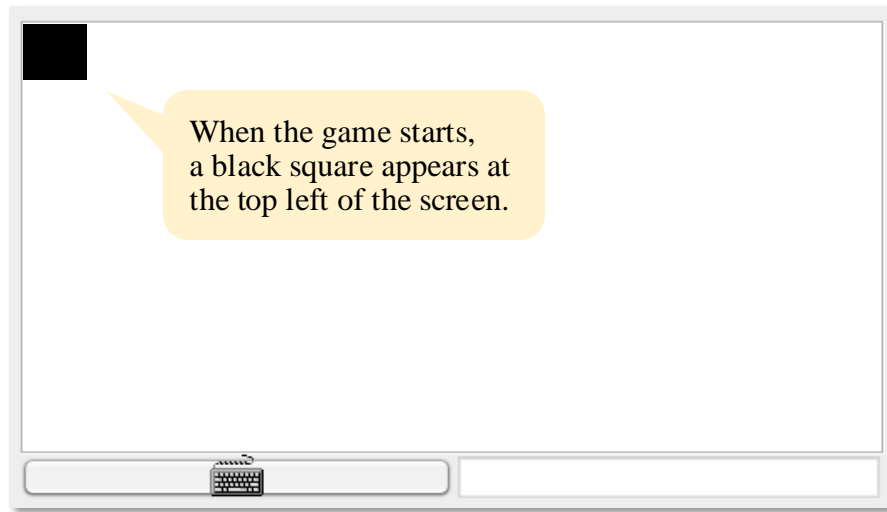 When the game starts,
a black square appears at
the top left of the screen.